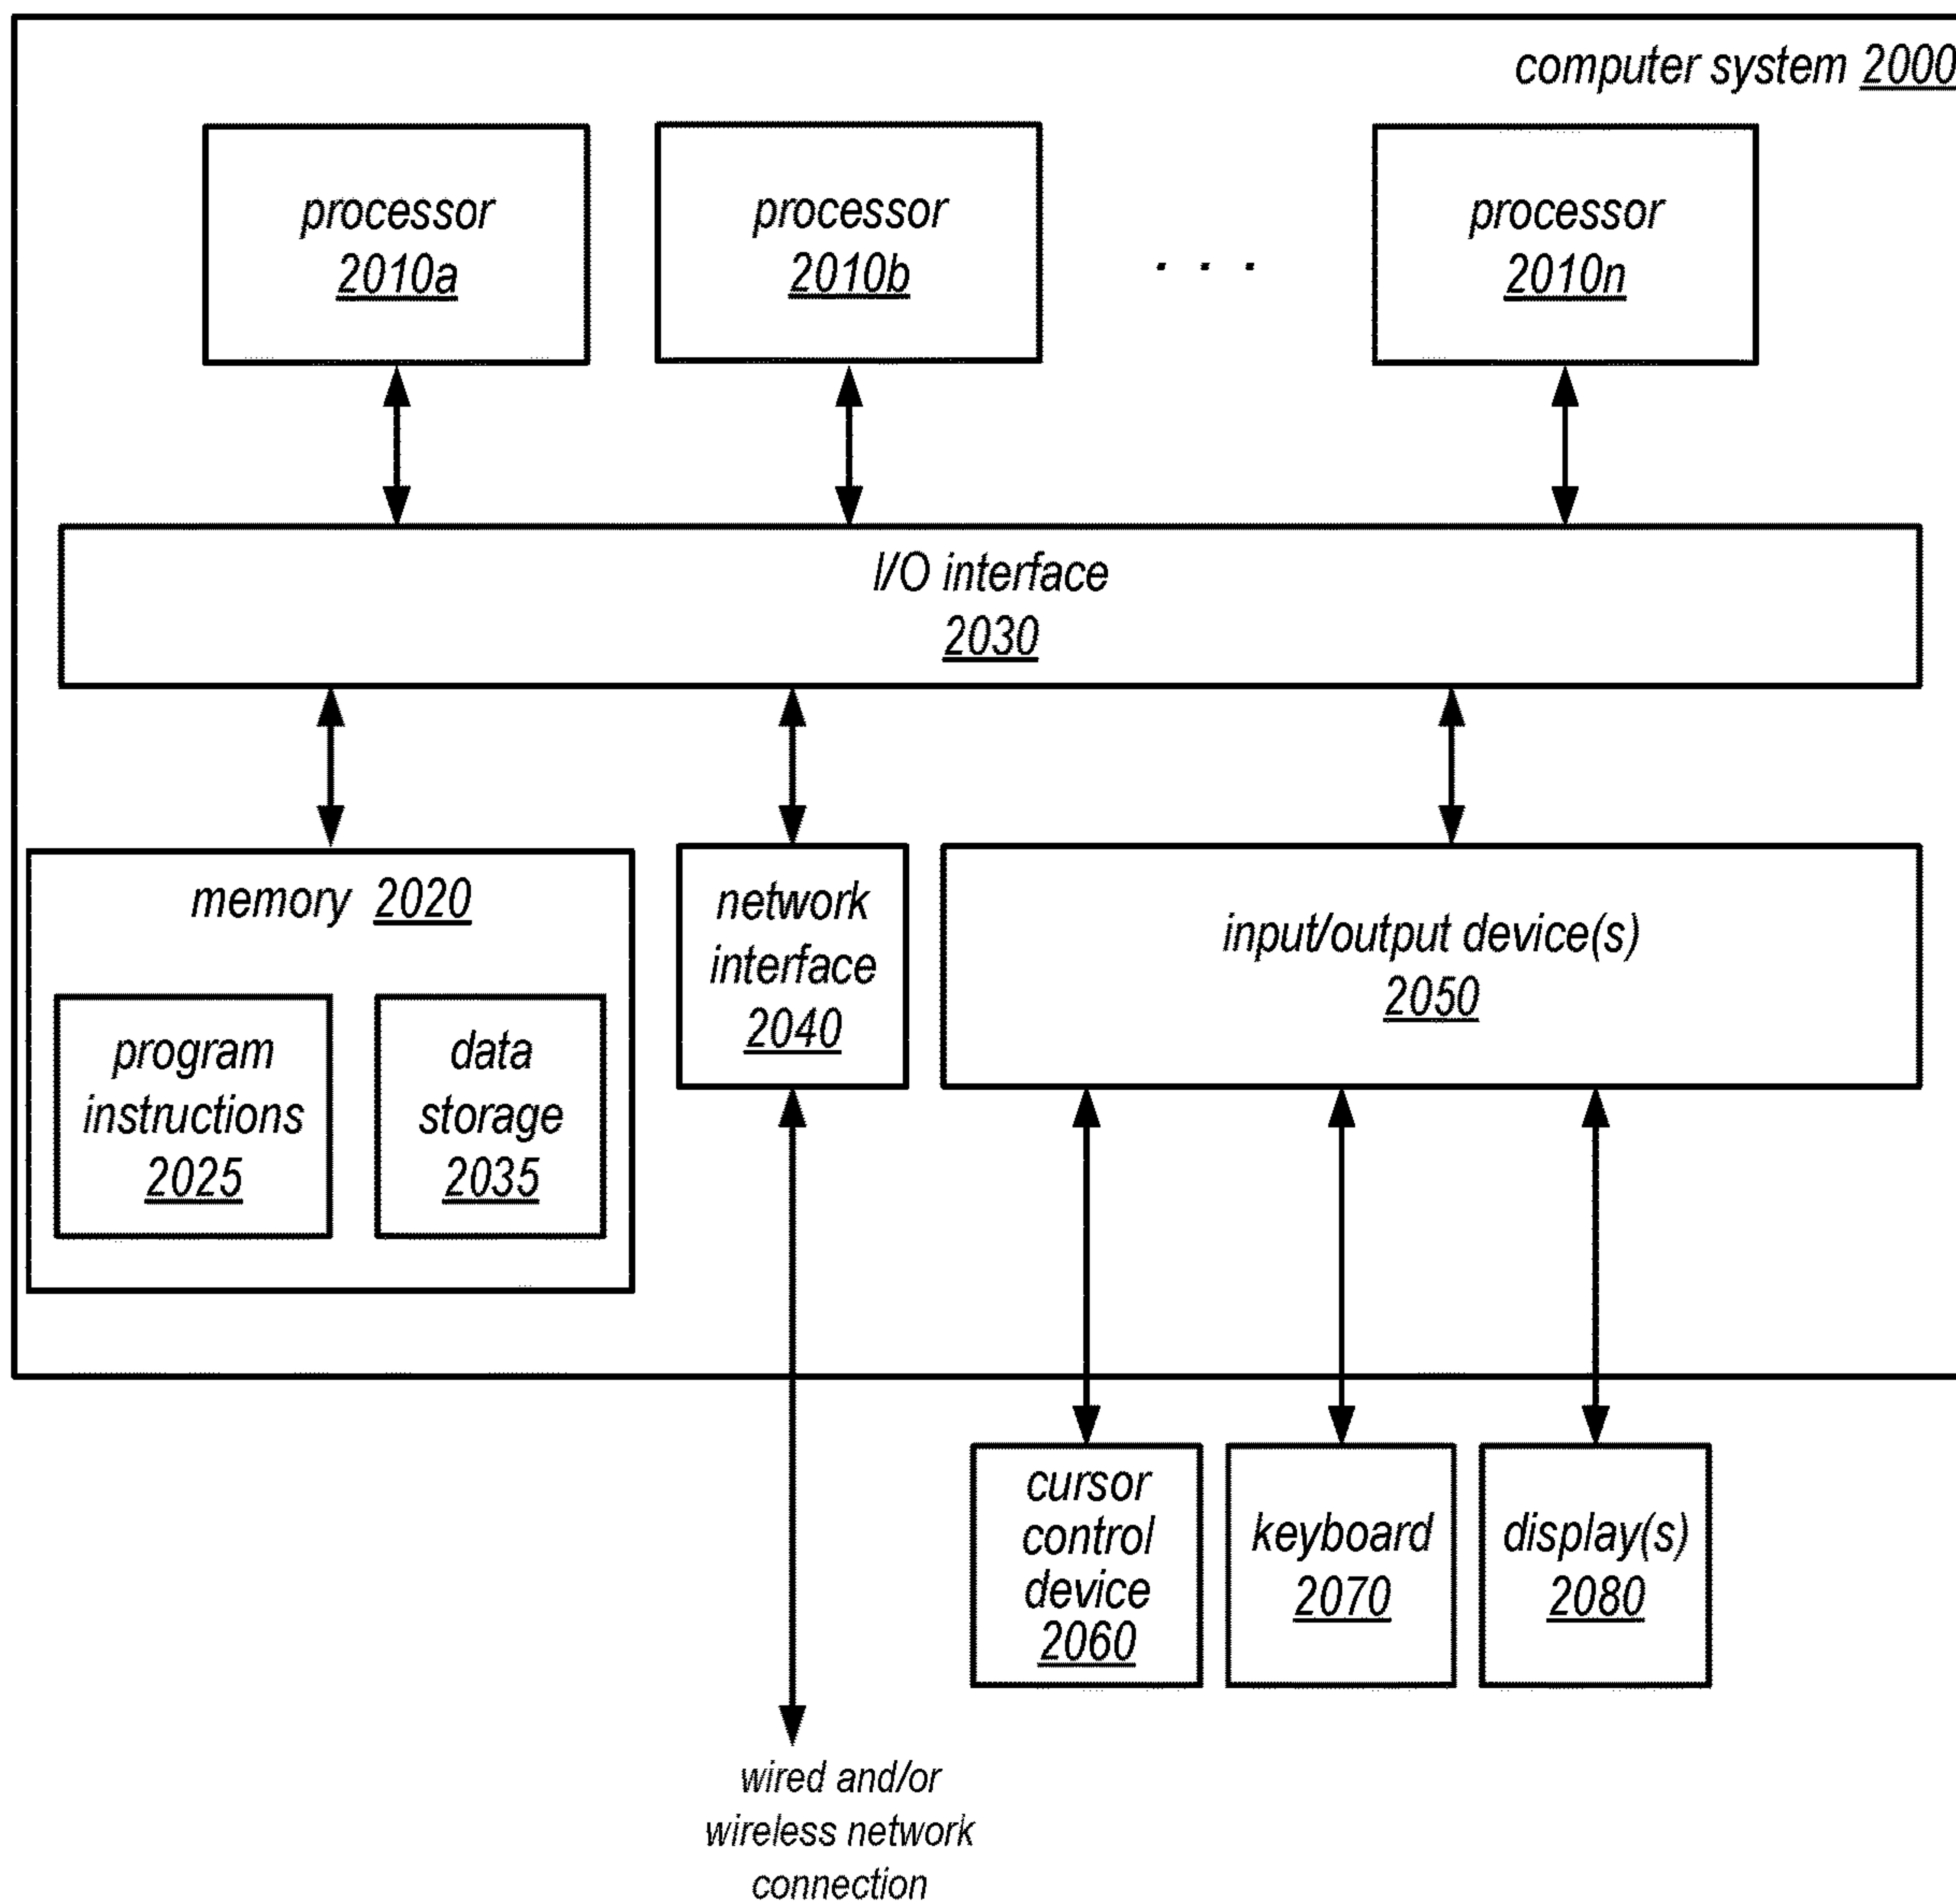 computer system 2000
processor
2010a
processor
2010b
. . .
processor
2010n
I/O interface
2030
memory 2020
program
instructions
2025
data
storage
2035
network
interface
2040
input/output device(s)
2050
cursor
control
device
2060
keyboard
2070
display(s)
2080
wired and/or
wireless network
connection